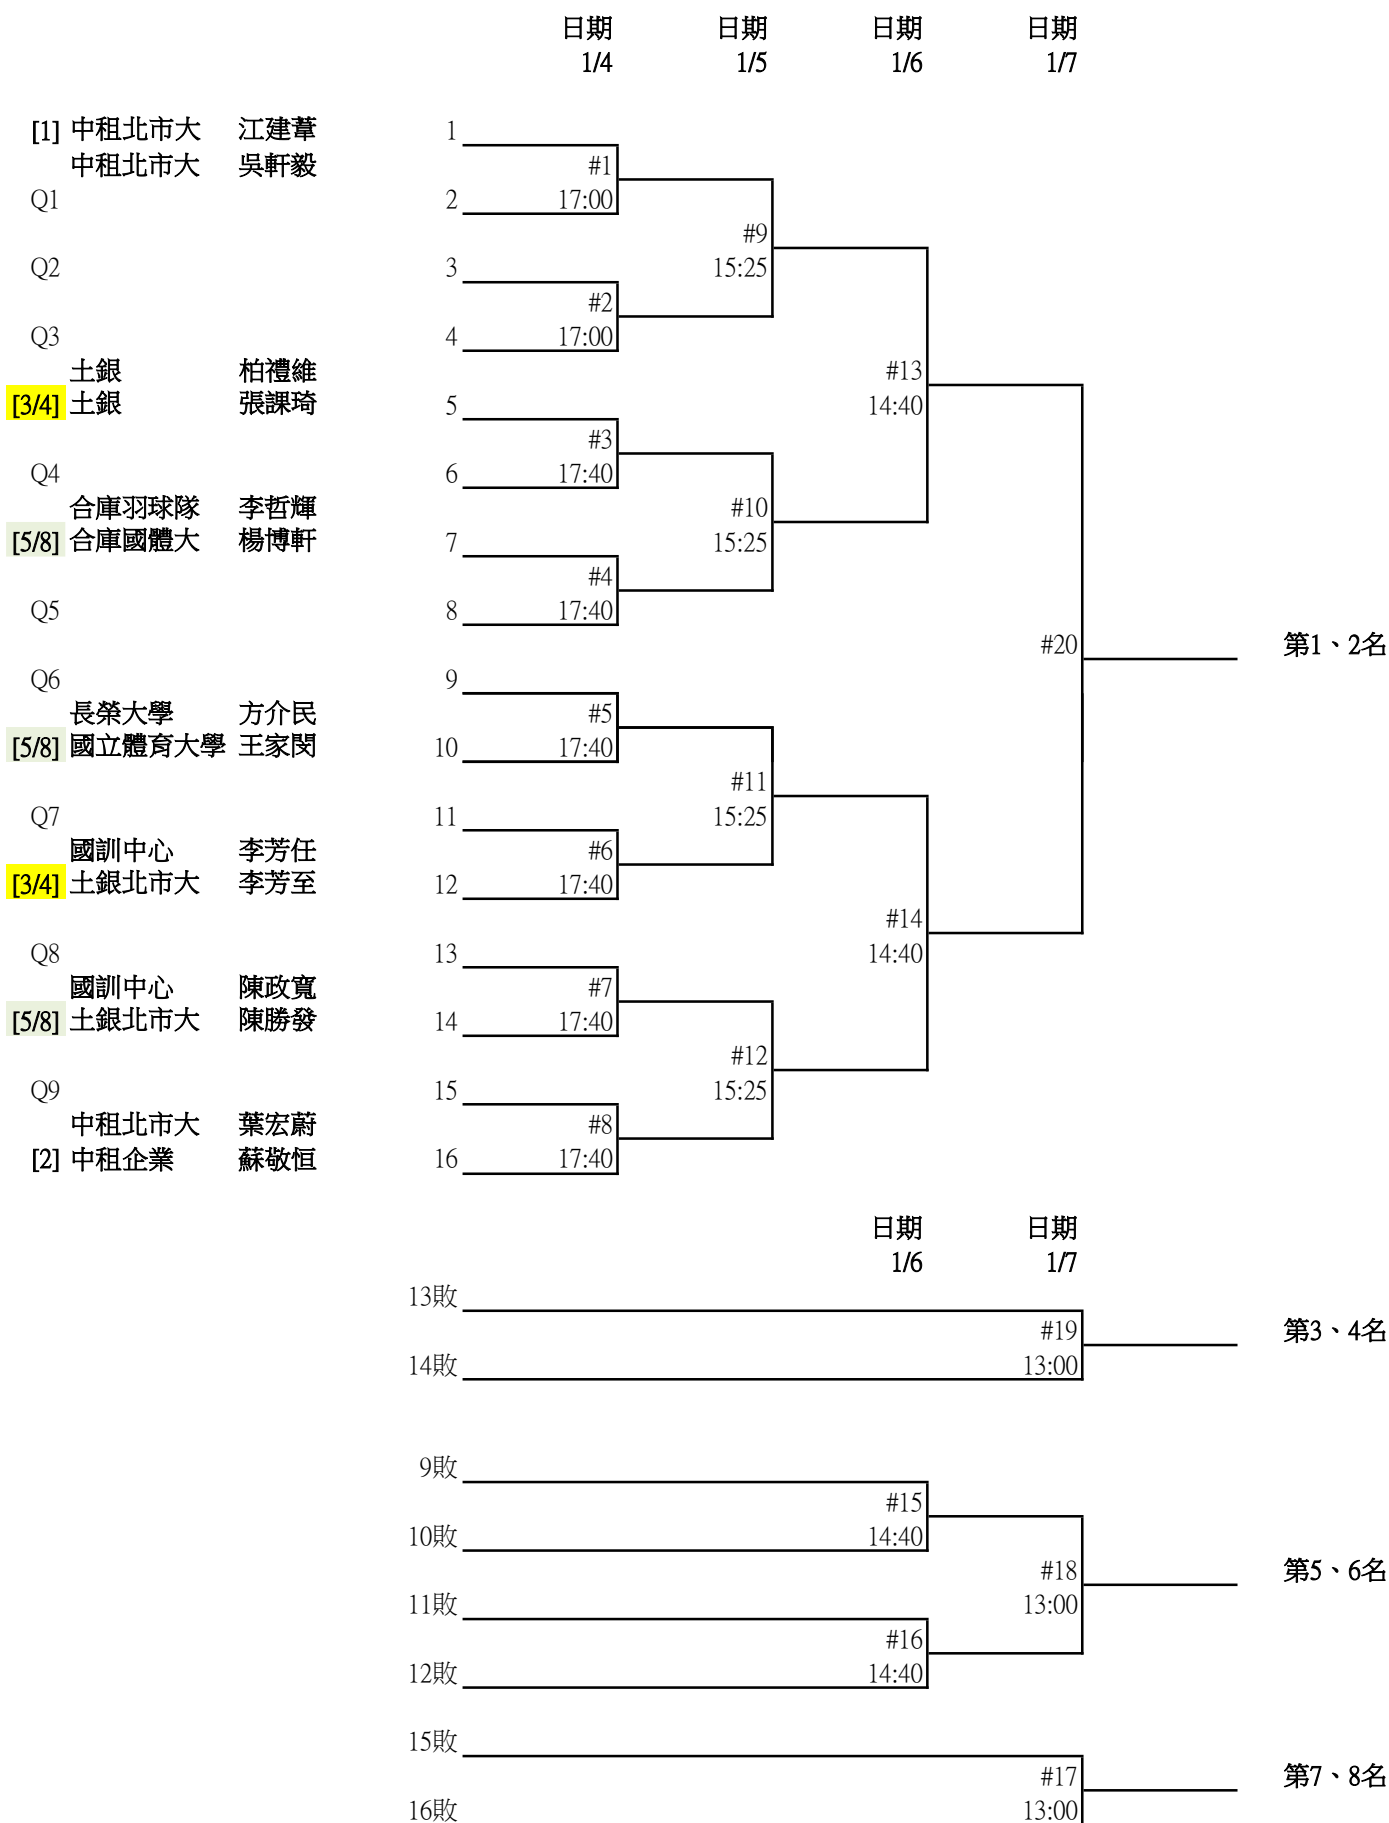 日期 日期 日期 日期
1/4 1/5 1/6 1/7
[1] 中租北市大 江建葦 1
中租北市大 吳軒毅 #1
Q1 2 17:00
#9
Q2 3 15:25
#2
Q3 4 17:00
土銀 柏禮維 #13
[3/4] 土銀 張課琦 5 14:40
#3
Q4 6 17:40
合庫羽球隊 李哲輝 #10
[5/8] 合庫國體大 楊博軒 7 15:25
#4
Q5 8 17:40
#20 第1、2名
Q6 9
長榮大學 方介民 #5
[5/8] 國立體育大學 王家閔 10 17:40
#11
Q7 11 15:25
國訓中心 李芳任 #6
[3/4] 土銀北市大 李芳至 12 17:40
#14
Q8 13 14:40
國訓中心 陳政寬 #7
[5/8] 土銀北市大 陳勝發 14 17:40
#12
Q9 15 15:25
中租北市大 葉宏蔚 #8
[2] 中租企業 蘇敬恒 16 17:40
日期 日期
1/6 1/7
13敗
#19 第3、4名
14敗 13:00
9敗
#15
10敗 14:40
#18 第5、6名
11敗 13:00
#16
12敗 14:40
15敗
#17 第7、8名
16敗 13:00